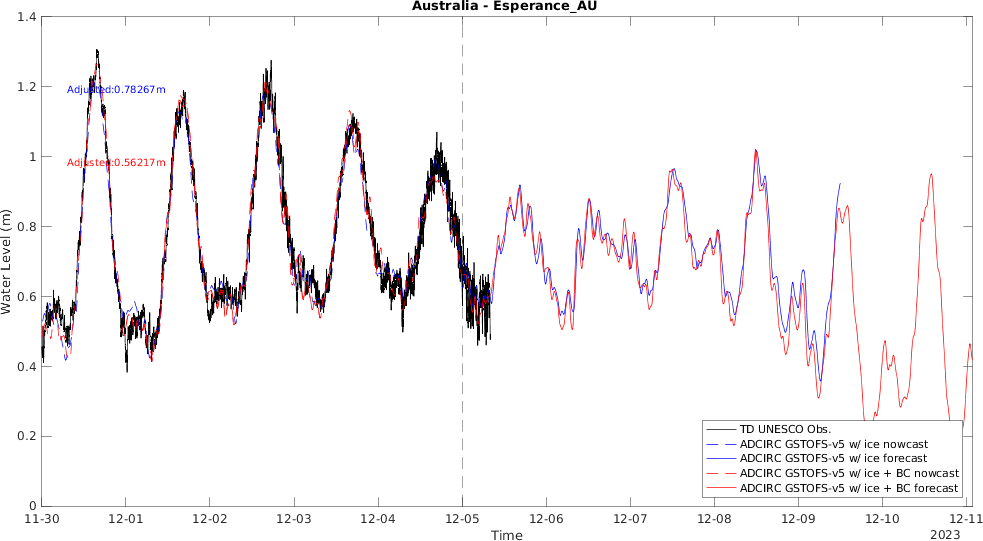 Australia - Esperance_AU
1.4
1.2
1
0.8
0.6
0.4
0.2
0
Water Level (m)
Adjusted:0.78267m
Adjusted:0.56217m
TD UNESCO Obs.
ADCIRC GSTOFS-v5 w/ ice nowcast
ADCIRC GSTOFS-v5 w/ ice forecast
ADCIRC GSTOFS-v5 w/ ice + BC nowcast
ADCIRC GSTOFS-v5 w/ ice + BC forecast
11-30 12-01 12-02 12-03 12-04 12-05 12-06 12-07 12-08 12-09 12-10 12-11
Time
2023